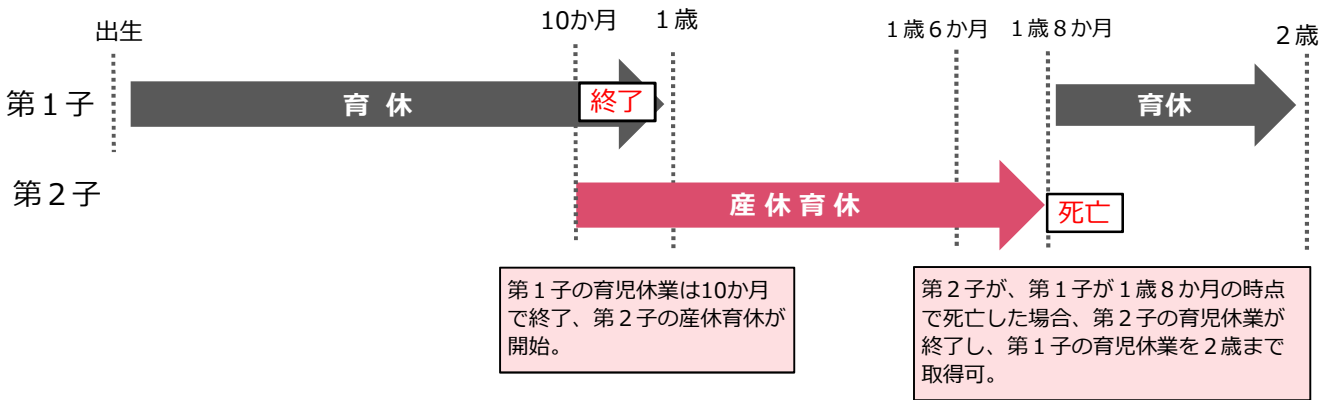 出生
10か月
１歳
１歳６か月
１歳８か月
２歳
第１子
育 休
終了
育休
第２子
産 休 育 休
死亡
第１子の育児休業は10か月
で終了、第２子の産休育休が
開始。
第２子が、第１子が１歳８か月の時点
で死亡した場合、第２子の育児休業が
終了し、第１子の育児休業を２歳まで
取得可。